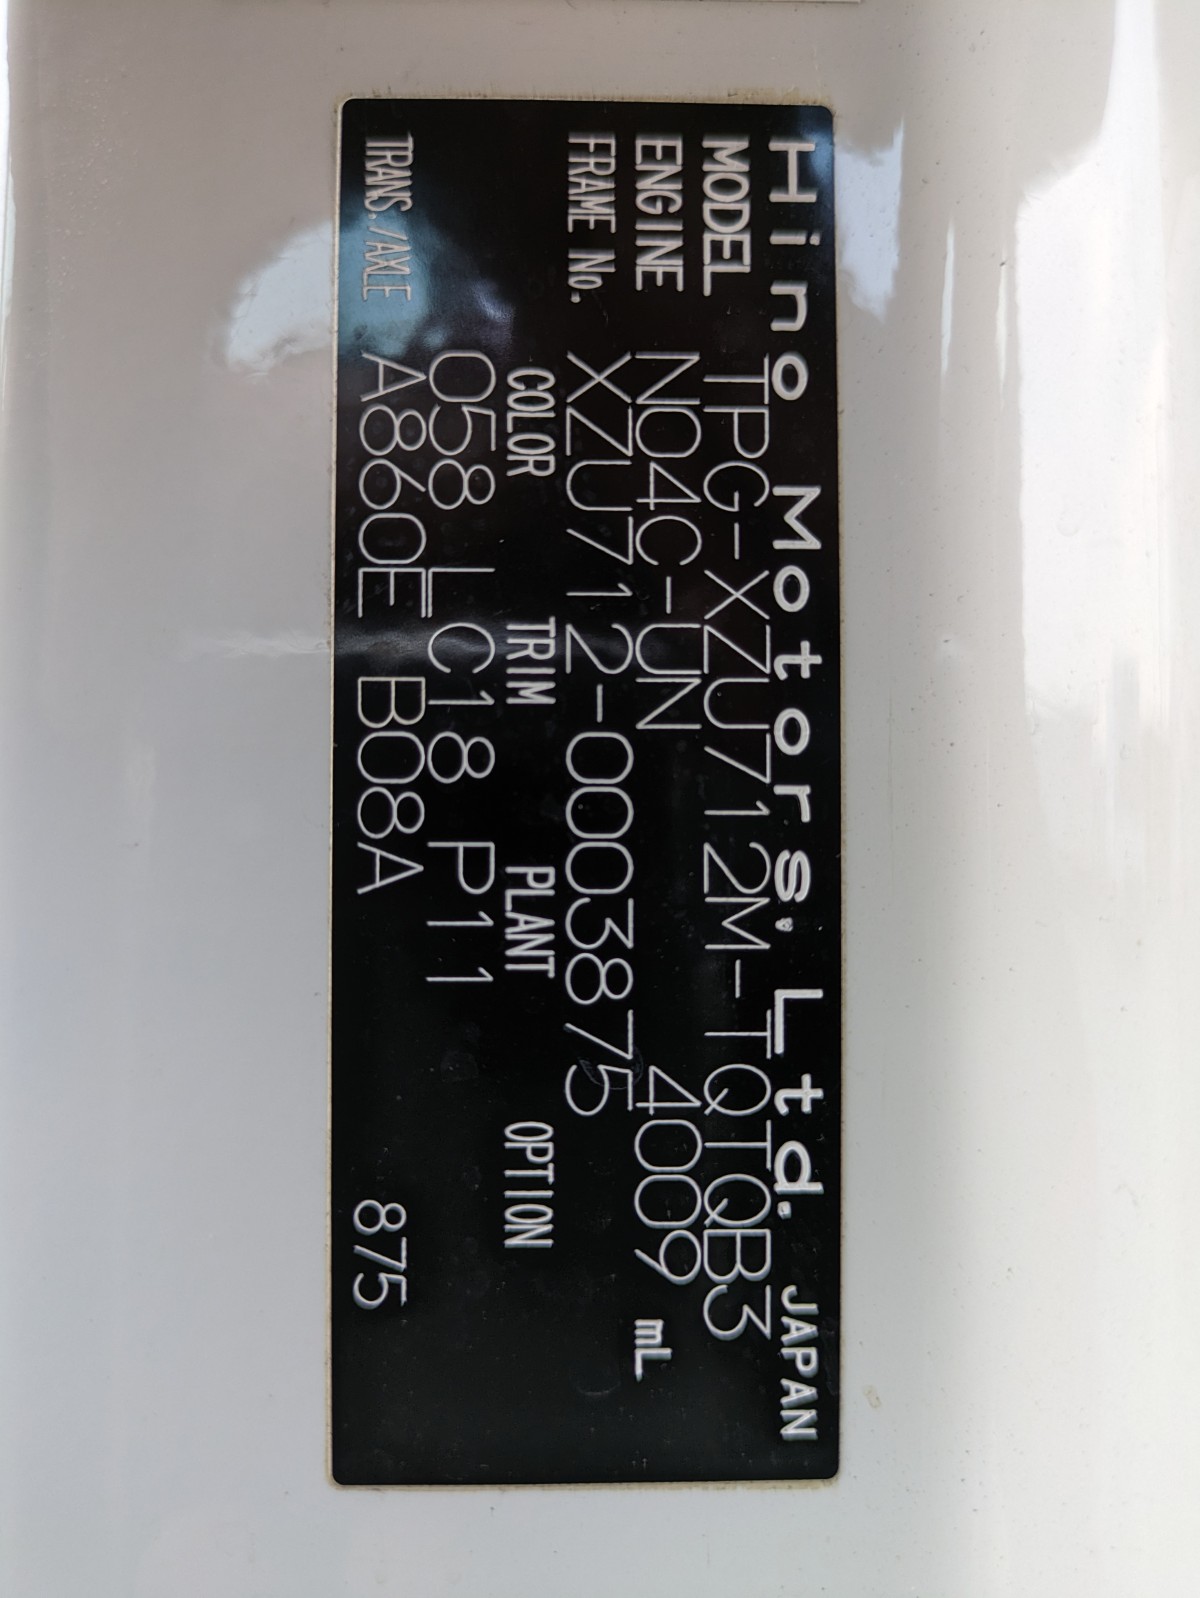 Hino Motors, Ltd. JAPAN
MODEL TPG-XZU712M-TQTQB3
ENGINE N04C-UN 4009 mL
FRAME No. XZU712-0003875
COLOR TRIM PLANT OPTION
058 LC18 P11
TRANS./AXLE A860E B08A 875